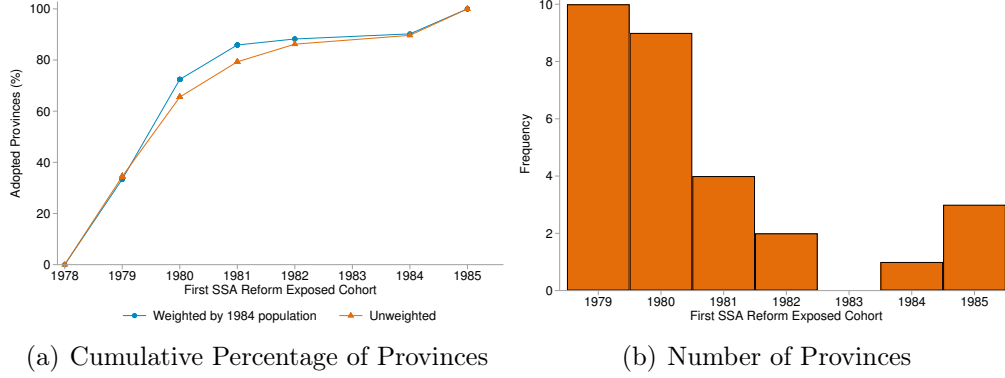 100
80
60
40
20
0
Adopted Provinces (%)
1978 1979 1980 1981 1982 1983 1984 1985
First SSA Reform Exposed Cohort
Weighted by 1984 population Unweighted
(a) Cumulative Percentage of Provinces
10
8
6
4
2
0
Frequency
1979 1980 1981 1982 1983 1984 1985
First SSA Reform Exposed Cohort
(b) Number of Provinces